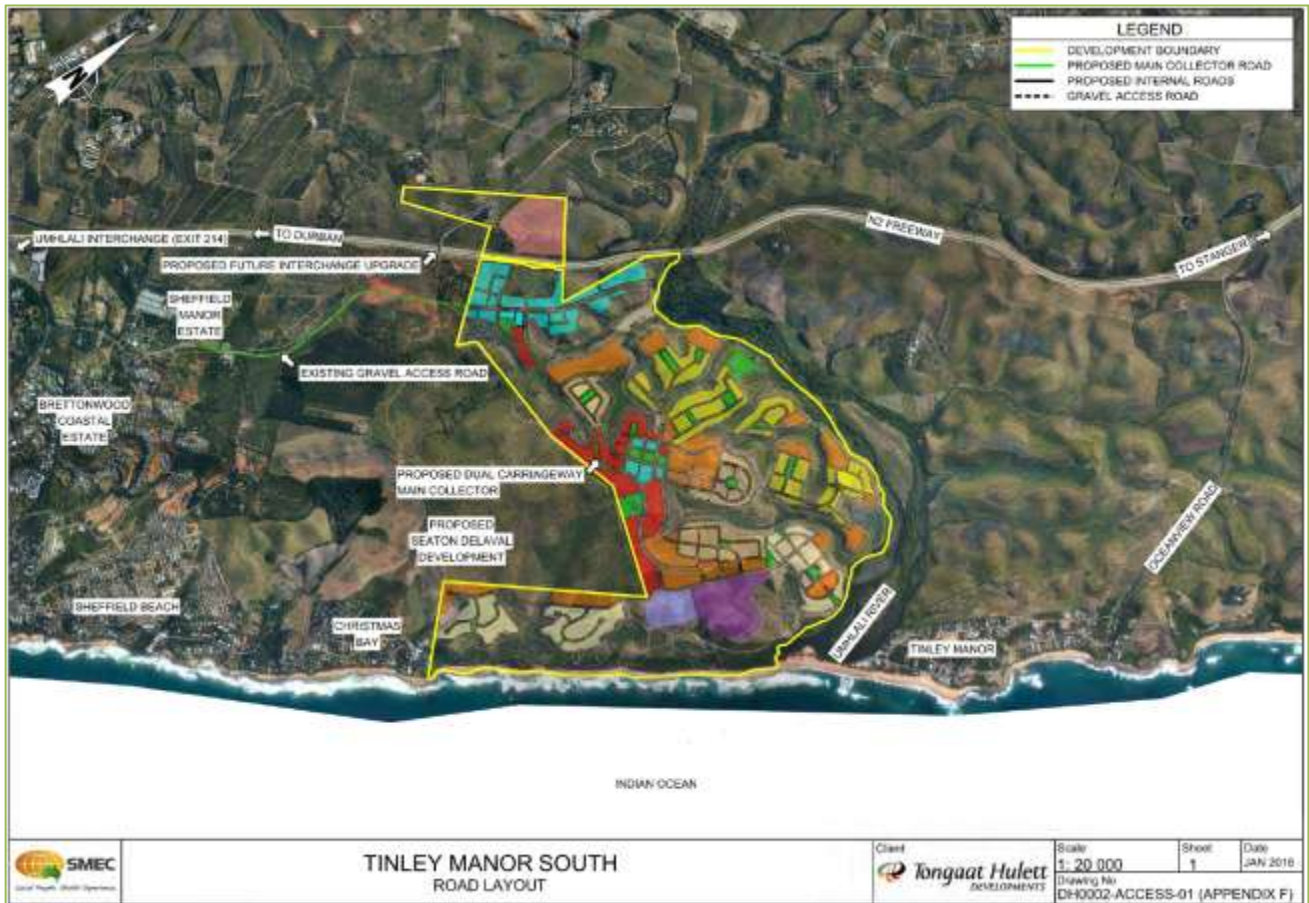 LEGEND
DEVELOPMENT BOUNDARY
PROPOSED MAIN COLLECTOR ROAD
PROPOSED INTERNAL ROADS
GRAVEL ACCESS ROAD
N
UMHLALI INTERCHANGE (EXIT 214)
TO DURBAN
PROPOSED FUTURE INTERCHANGE UPGRADE
N2 FREEWAY
TO STANGER
SHEFFIELD
MANOR
ESTATE
EXISTING GRAVEL ACCESS ROAD
BRETTONWOOD
COASTAL
ESTATE
PROPOSED DUAL CARRINGEWAY
MAIN COLLECTOR
PROPOSED
SEATON DELAVAL
DEVELOPMENT
OCEANVIEW ROAD
SHEFFIELD BEACH
CHRISTMAS
BAY
UMHLALI RIVER
TINLEY MANOR
INDIAN OCEAN
SMEC
TINLEY MANOR SOUTH
ROAD LAYOUT
Client
Tongaat Hulett
DEVELOPMENTS
Scale
1: 20 000
Sheet
1
Date
JAN 2016
Drawing No
DH0002-ACCESS-01 (APPENDIX F)